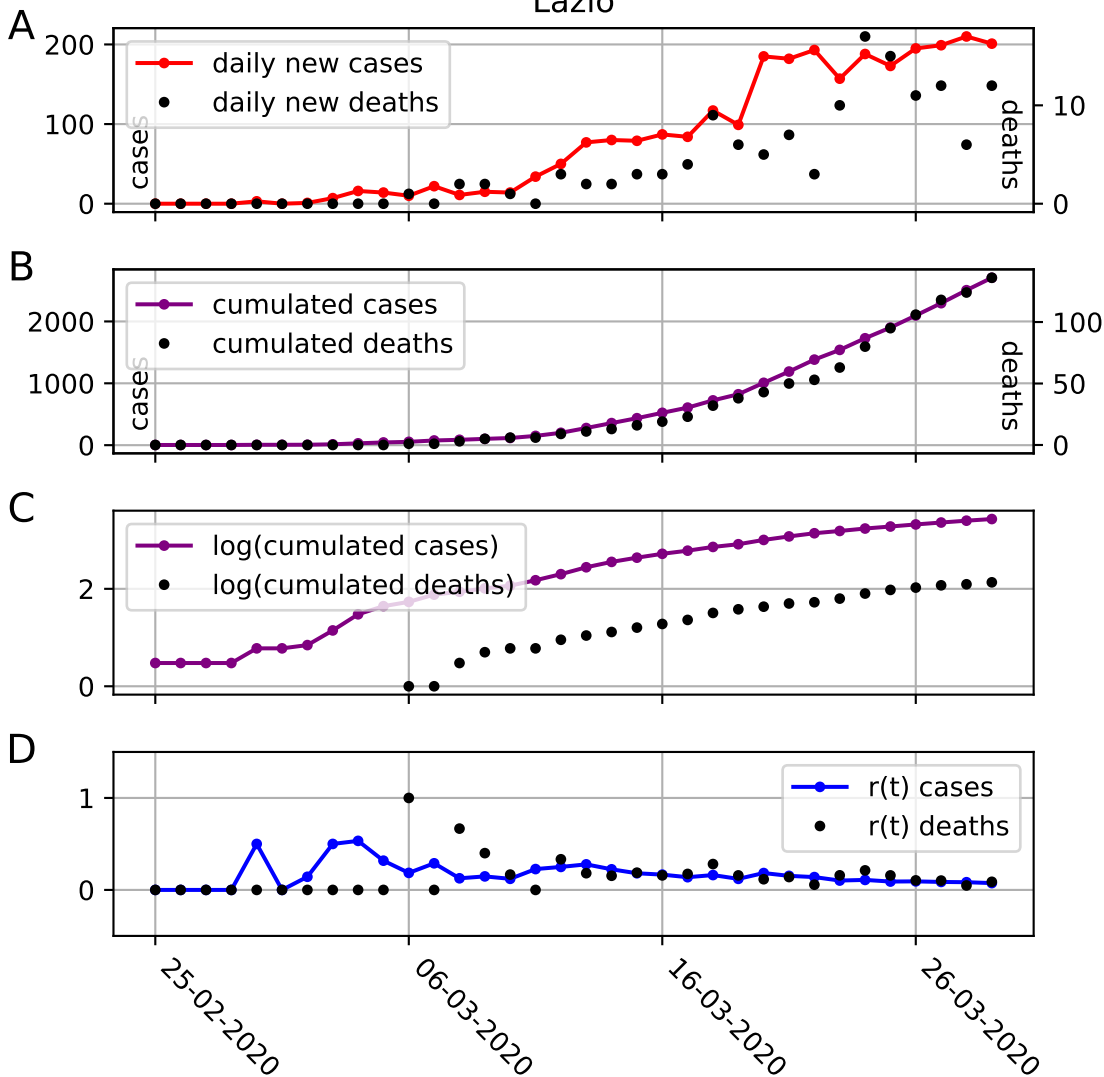 Lazio
A
200
100
0
cases
daily new cases
daily new deaths
10
0
deaths
B
2000
1000
0
cases
cumulated cases
cumulated deaths
100
50
0
deaths
C
2
0
log(cumulated cases)
log(cumulated deaths)
D
1
0
r(t) cases
r(t) deaths
25-02-2020
06-03-2020
16-03-2020
26-03-2020